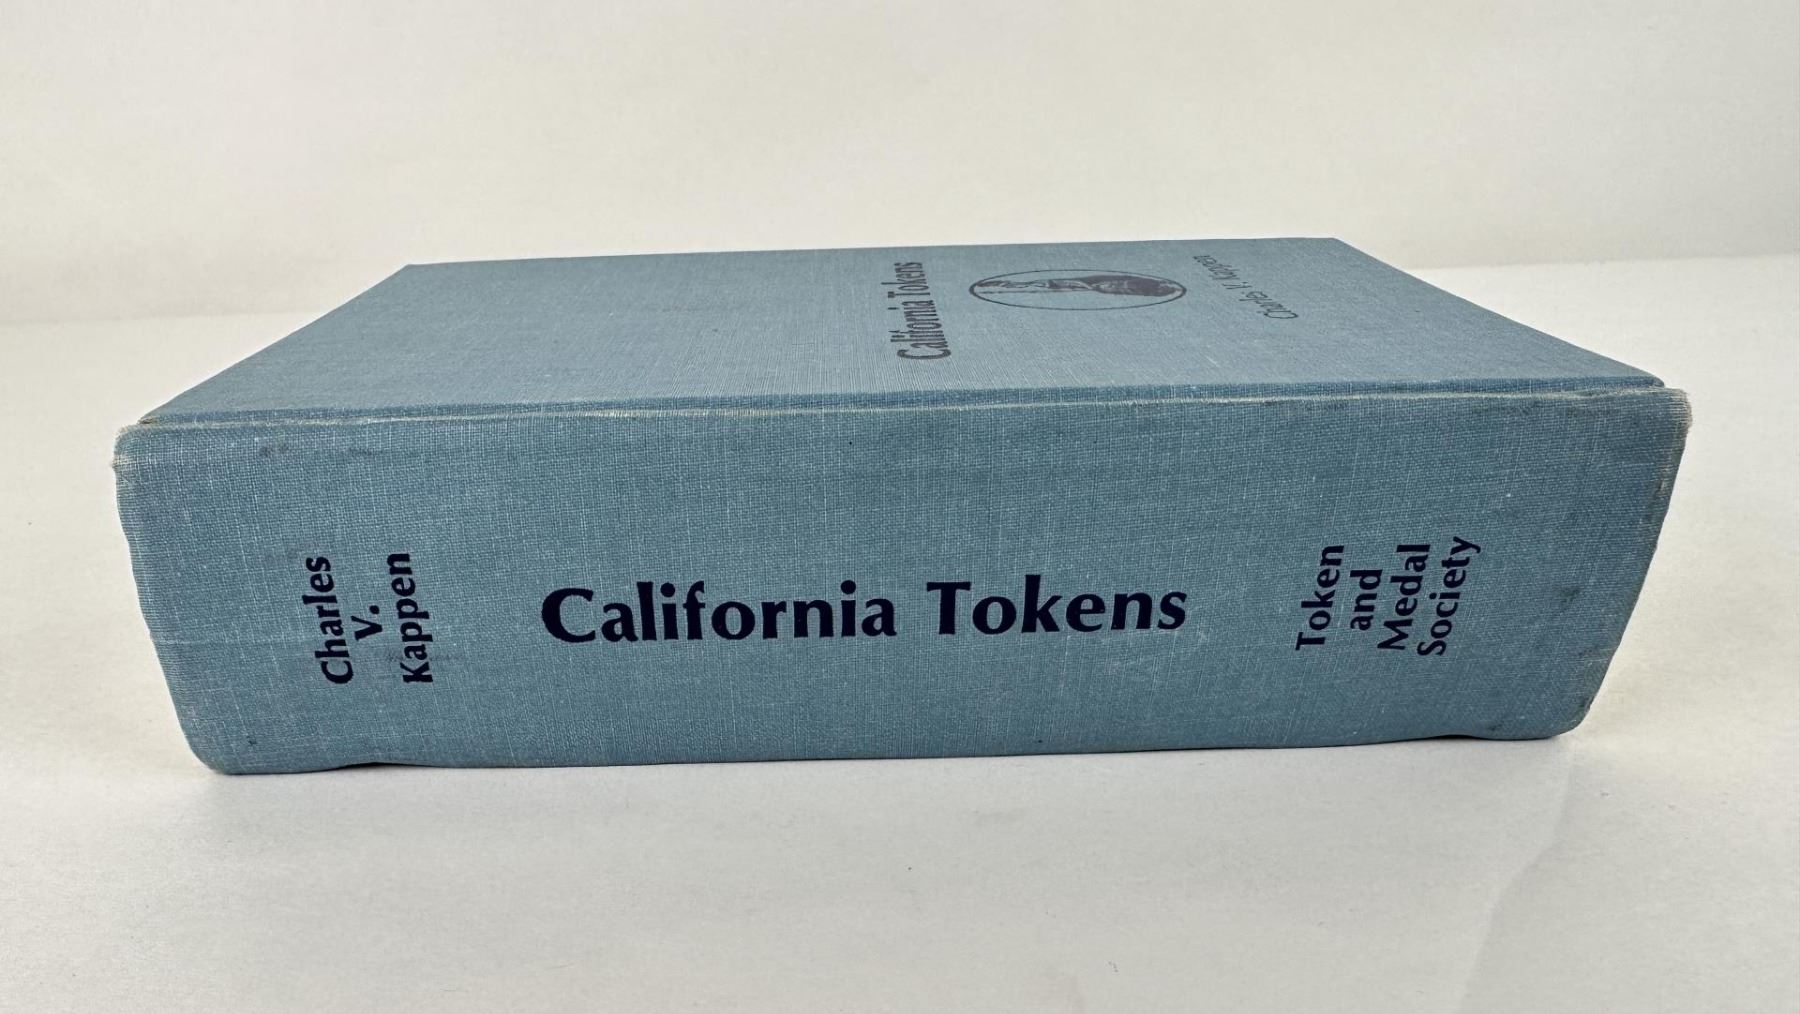 California Tokens
Charles V. Kappen
Charles
V.
Kappen
California Tokens
Token
and
Medal
Society